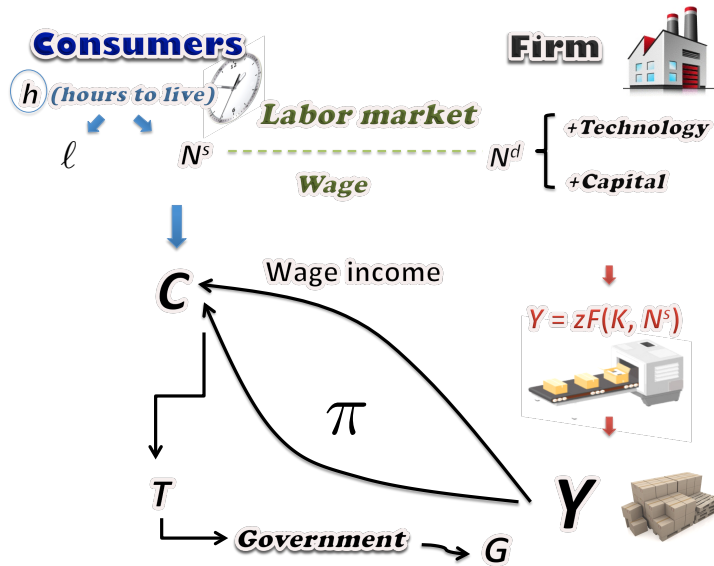 Consumers
Firm
h (hours to live)
Labor market
+Technology
ℓ
Nˢ
Nᵈ
Wage
+Capital
Wage income
C
Y = zF(K, Nˢ)
π
T
Y
Government
G